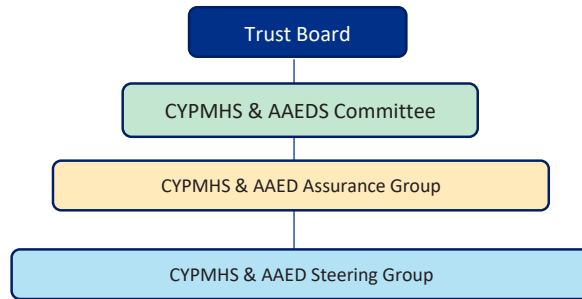 Trust Board
CYPMHS & AAEDS Committee
CYPMHS & AAED Assurance Group
CYPMHS & AAED Steering Group